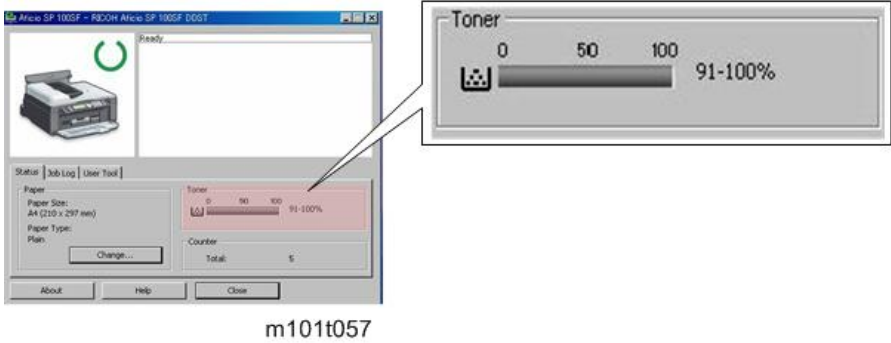 Aficio SP 100SF - RICOH Aficio SP 100SF DDST
Ready
Status Job Log User Tool
Paper
Paper Size:
A4 (210 x 297 mm)
Paper Type:
Plain
Change...
Toner
0 50 100
91-100%
Counter
Total: 5
About Help Close
Toner
0 50 100
91-100%
m101t057